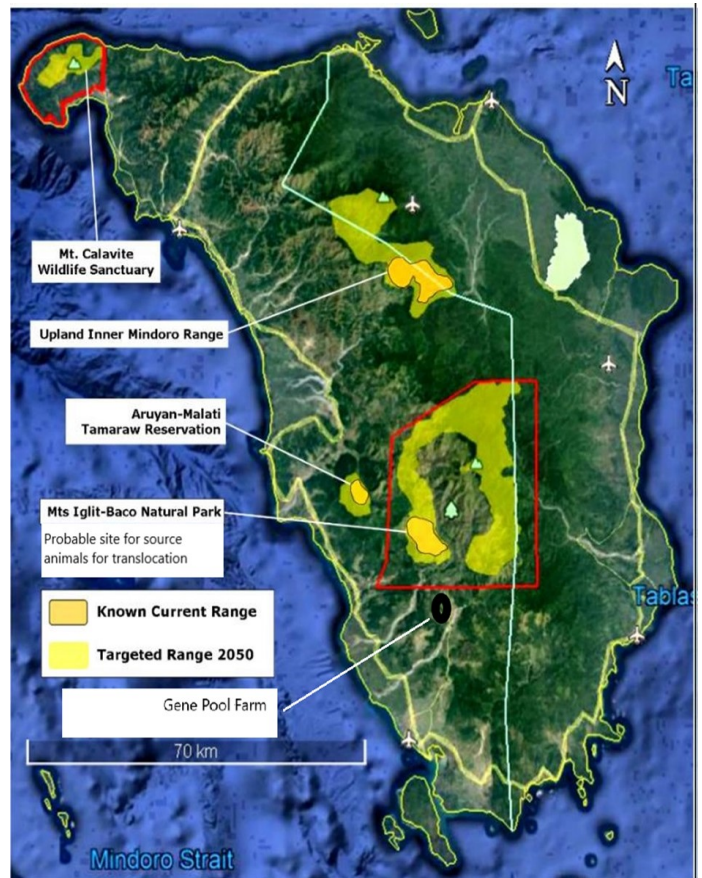 N
Ta
Mt. Calavite
Wildlife Sanctuary
Upland Inner Mindoro Range
Aruyan-Malati
Tamaraw Reservation
Mts Iglit-Baco Natural Park
Probable site for source
animals for translocation
Known Current Range
Targeted Range 2050
Tablas
Gene Pool Farm
70 km
Mindoro Strait